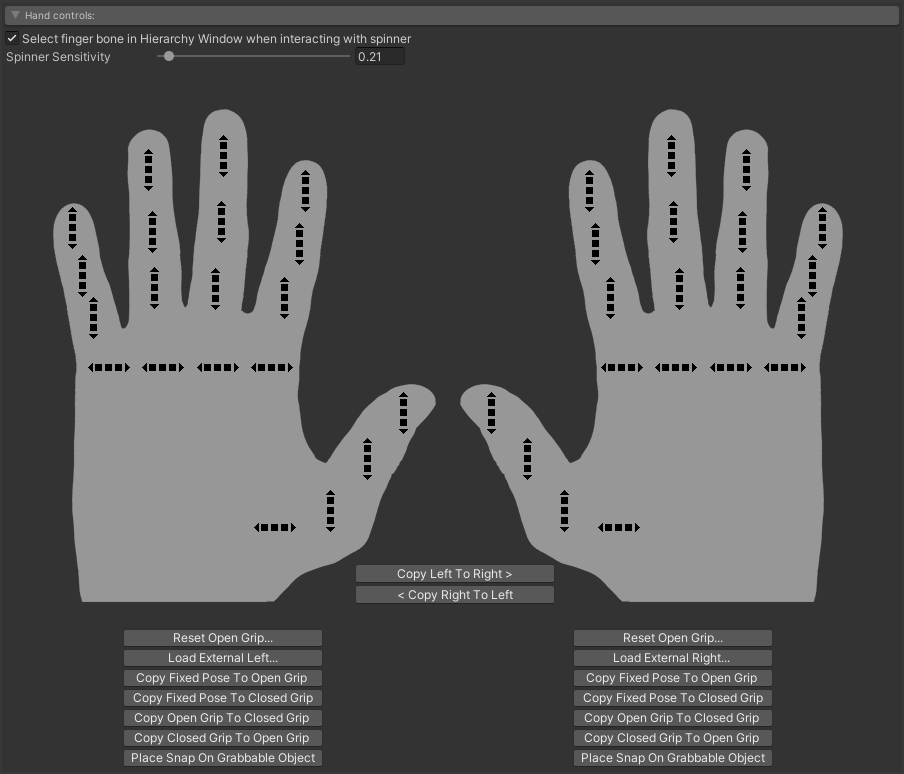 Hand controls:
Select finger bone in Hierarchy Window when interacting with spinner
Spinner Sensitivity 0.21
Copy Left To Right >
< Copy Right To Left
Reset Open Grip... Reset Open Grip...
Load External Left... Load External Right...
Copy Fixed Pose To Open Grip Copy Fixed Pose To Open Grip
Copy Fixed Pose To Closed Grip Copy Fixed Pose To Closed Grip
Copy Open Grip To Closed Grip Copy Open Grip To Closed Grip
Copy Closed Grip To Open Grip Copy Closed Grip To Open Grip
Place Snap On Grabbable Object Place Snap On Grabbable Object